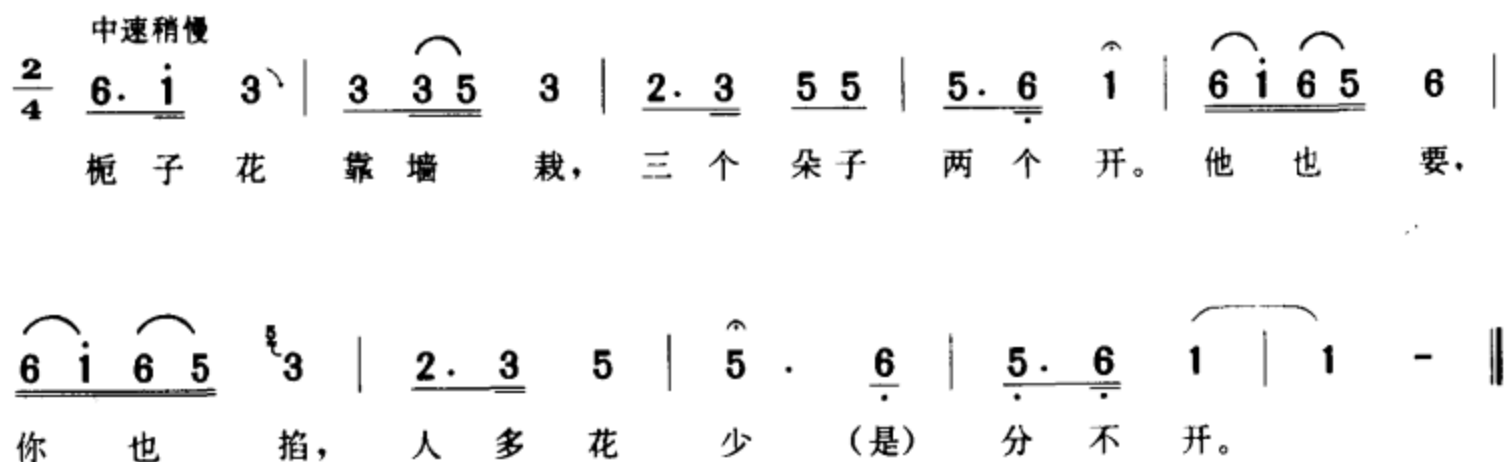 中速稍慢
2/4 6. i 3 | 3 3 5 3 | 2. 3 5 5 | 5. 6 1 | 6 i 6 5 6 |
栀子花 靠墙 栽，三个朵子 两个开。他也 要，
6 i 6 5 5 3 | 2. 3 5 | 5 . 6 | 5. 6 1 | 1 - ‖
你也 掐，人多花 少（是）分不开。